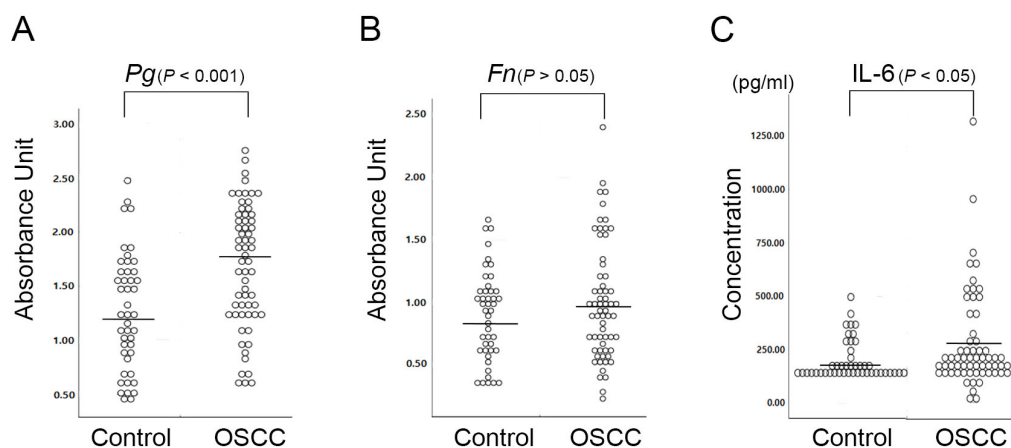 A
Pg (P < 0.001)
Absorbance Unit
3.00
2.50
2.00
1.50
1.00
0.50
Control OSCC
B
Fn (P > 0.05)
Absorbance Unit
2.50
2.00
1.50
1.00
0.50
Control OSCC
C
(pg/ml)
IL-6 (P < 0.05)
Concentration
1250.00
1000.00
750.00
500.00
250.00
0.00
Control OSCC